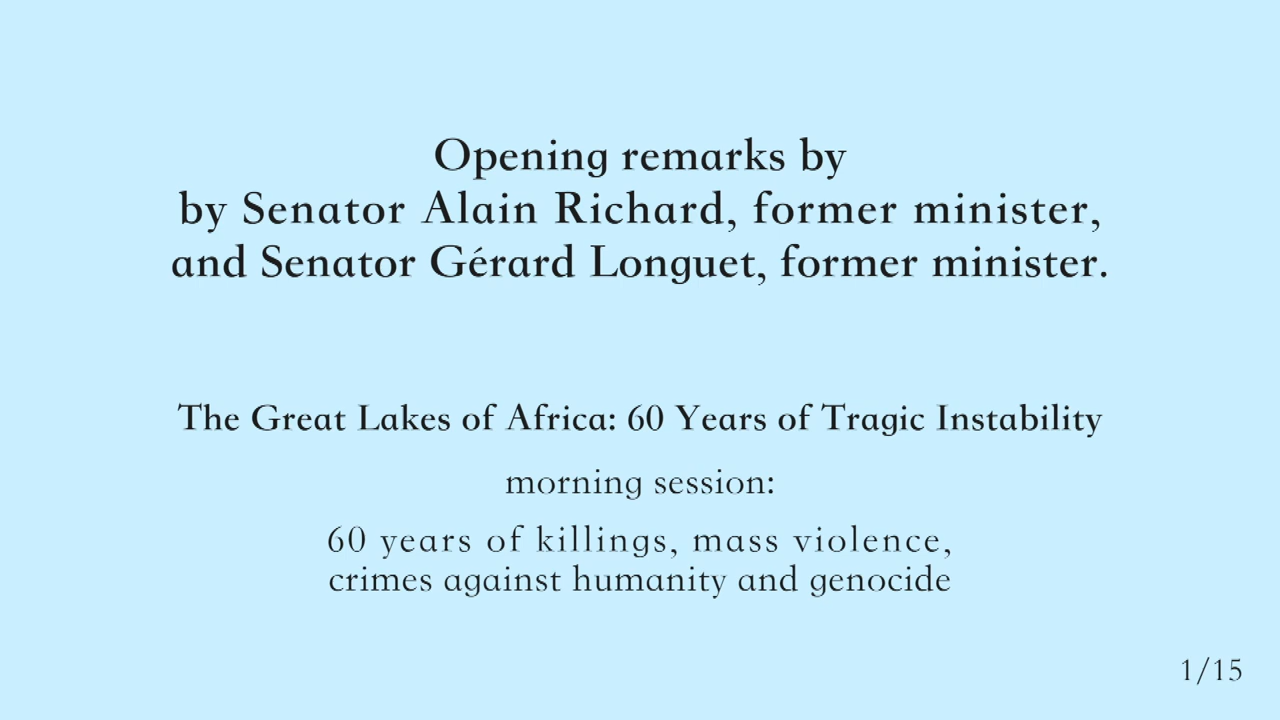 Opening remarks by
by Senator Alain Richard, former minister,
and Senator Gérard Longuet, former minister.
The Great Lakes of Africa: 60 Years of Tragic Instability
morning session:
60 years of killings, mass violence,
crimes against humanity and genocide
1/15